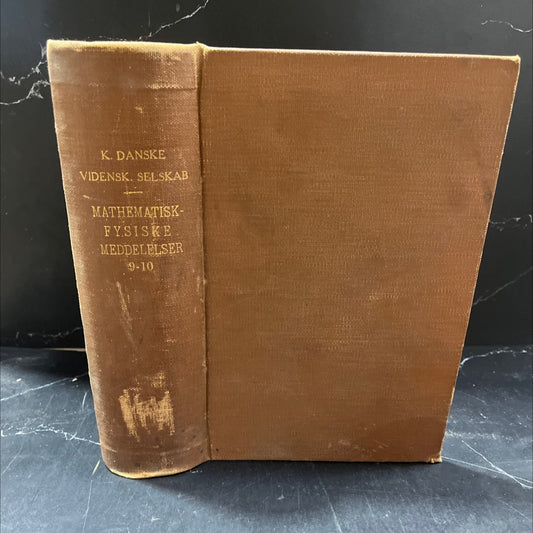 K. DANSKE
VIDENSK. SELSKAB
MATHEMATISK-
FYSISKE
MEDDELELSER
9-10